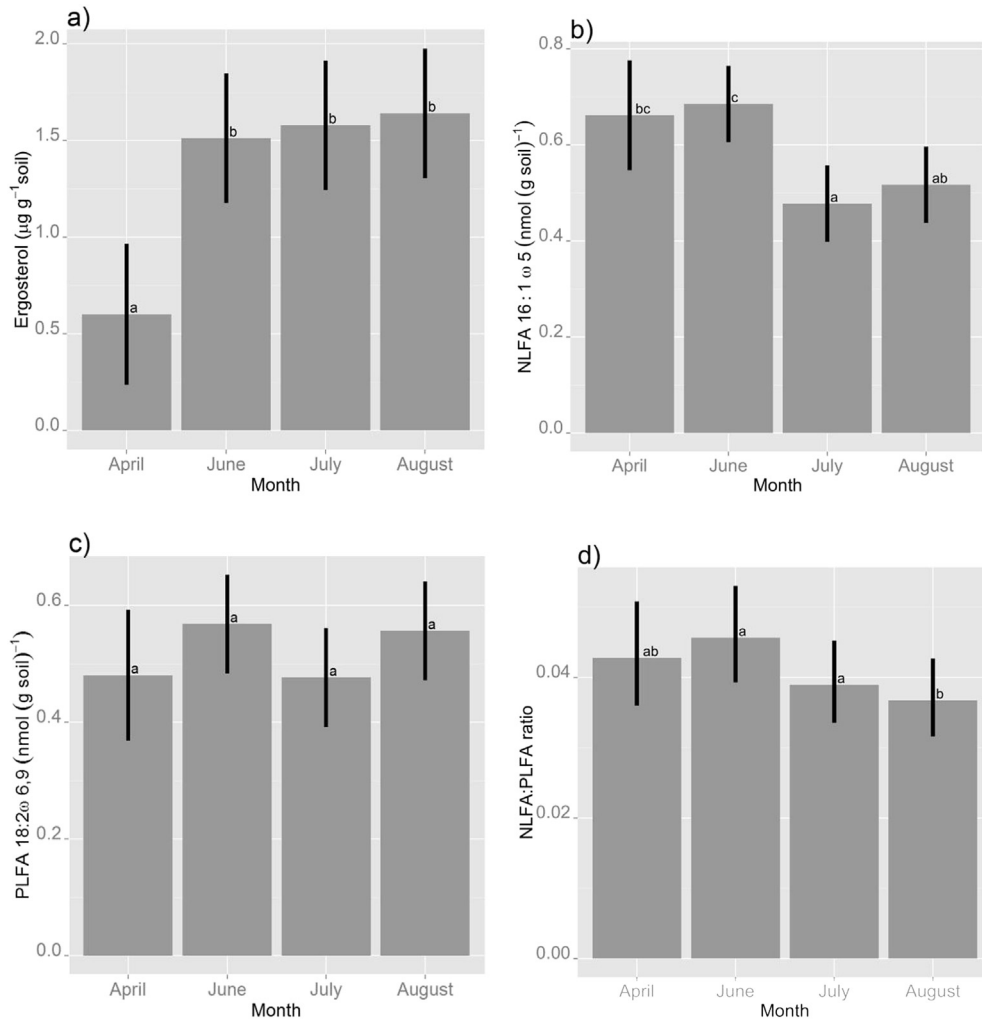 a)
Ergosterol (μg g⁻¹soil)
2.0
1.5
1.0
0.5
0.0
a
b
b
b
April June July August
Month
b)
NLFA 16 : 1 ω 5 (nmol (g soil)⁻¹)
0.8
0.6
0.4
0.2
0.0
bc
c
a
ab
April June July August
Month
c)
PLFA 18:2ω 6,9 (nmol (g soil)⁻¹)
0.6
0.4
0.2
0.0
a
a
a
a
April June July August
Month
d)
NLFA:PLFA ratio
0.04
0.02
0.00
ab
a
a
b
April June July August
Month